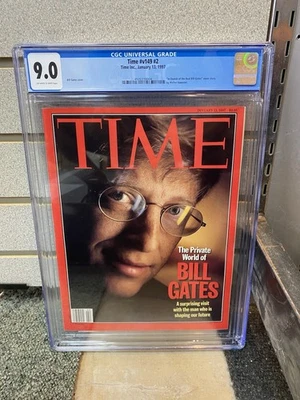 CGC UNIVERSAL GRADE
9.0
Time #v149 #2
Time Inc., January 13, 1997
TIME
The Private
World of
BILL
GATES
A surprising visit
with the man who is
shaping our future